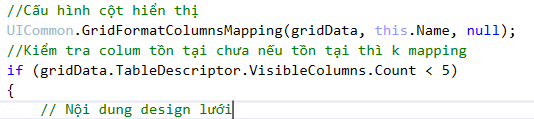 //Cấu hình cột hiển thị
UICommon.GridFormatColumnsMapping(gridData, this.Name, null);
//Kiểm tra colum tồn tại chưa nếu tồn tại thì k mapping
if (gridData.TableDescriptor.VisibleColumns.Count < 5)
{
// Nội dung design lưới